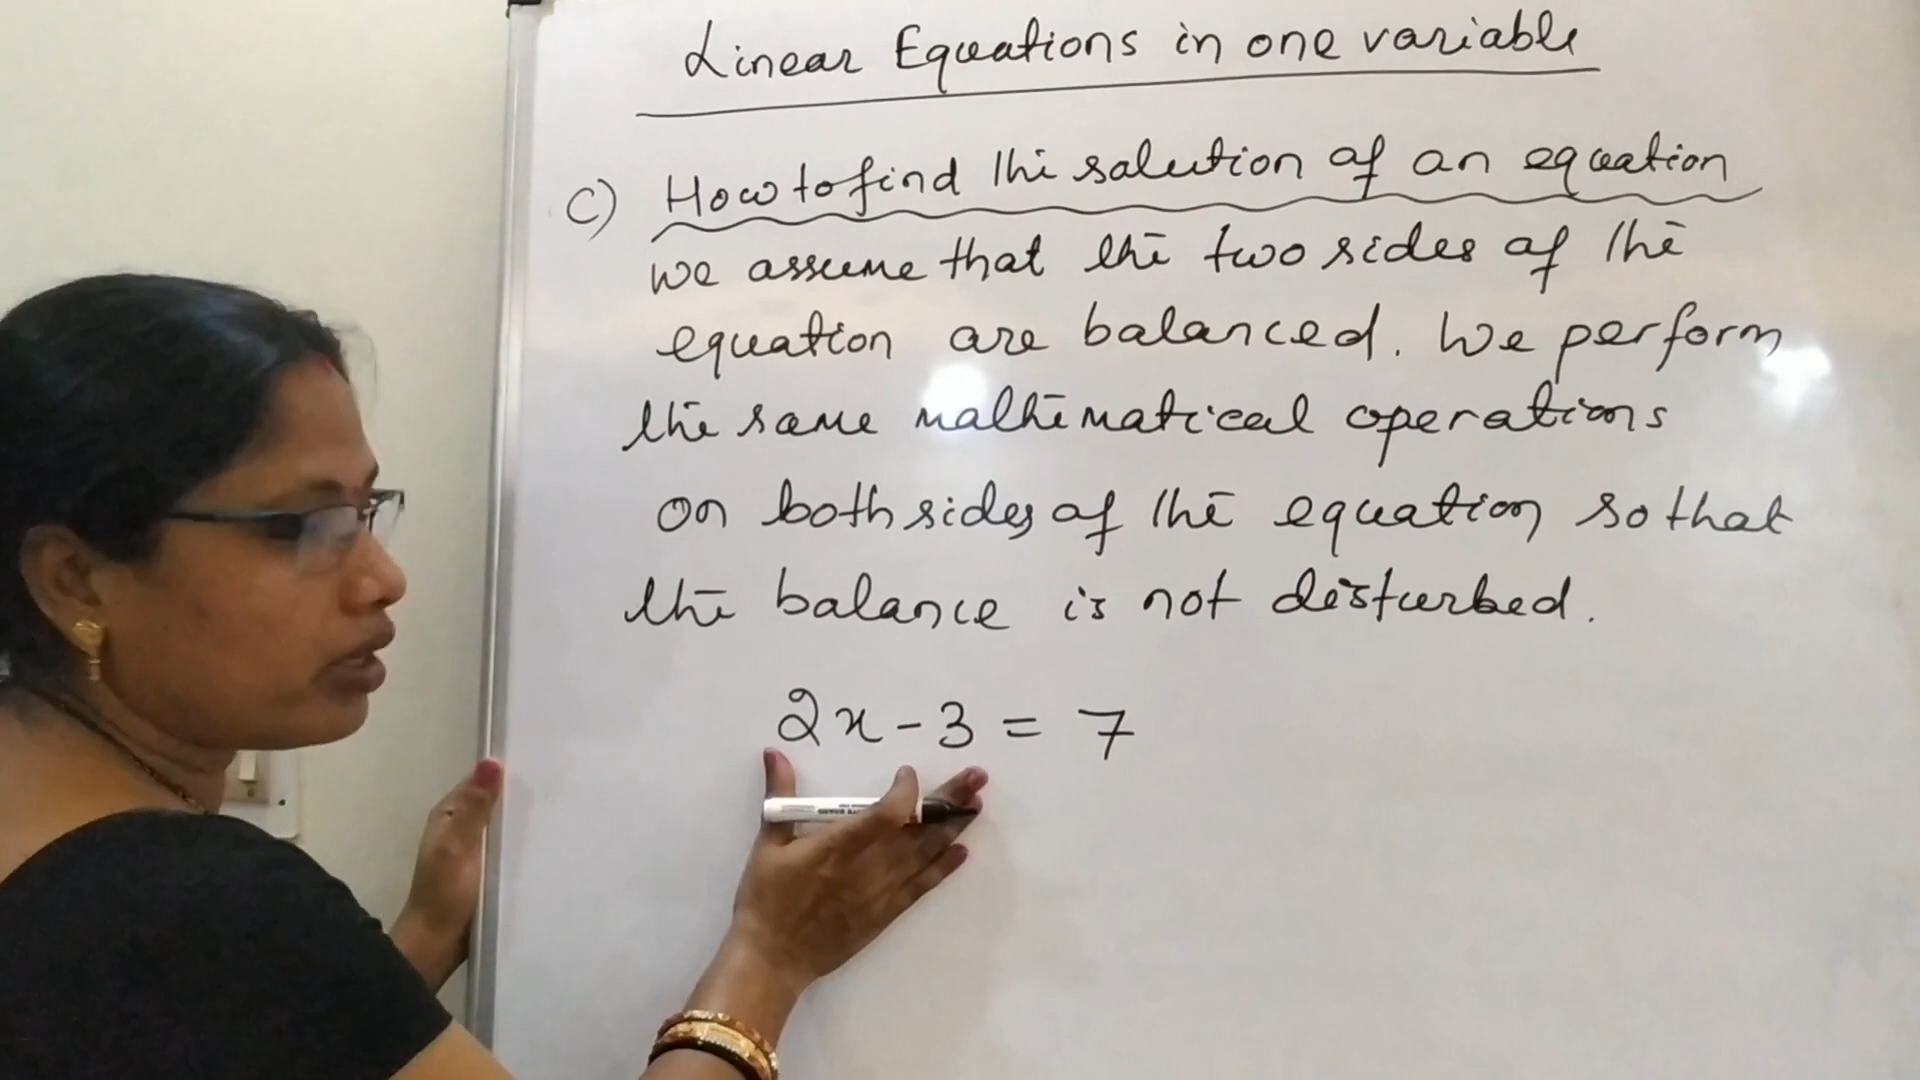 Linear Equations in one variable
c) How to find the solution of an equation
We assume that the two sides of the
equation are balanced. We perform
the same mathematical operations
on both sides of the equation so that
the balance is not disturbed.
2x - 3 = 7